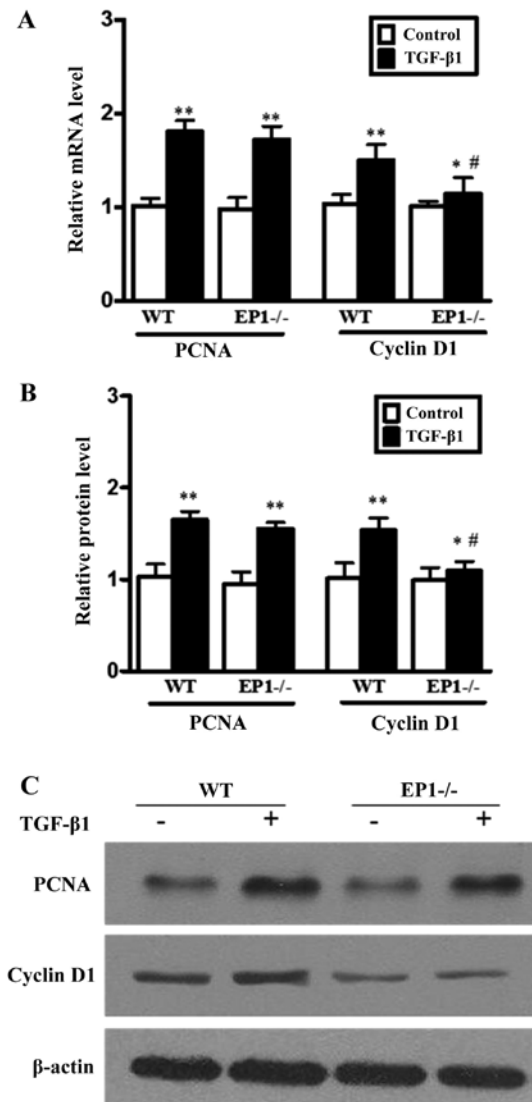 A
Control
TGF-β1
Relative mRNA level
3
2
1
0
** ** ** * #
WT EP1-/- WT EP1-/-
PCNA Cyclin D1
B
Control
TGF-β1
Relative protein level
3
2
1
0
** ** ** * #
WT EP1-/- WT EP1-/-
PCNA Cyclin D1
C
WT EP1-/-
TGF-β1 - + - +
PCNA
Cyclin D1
β-actin